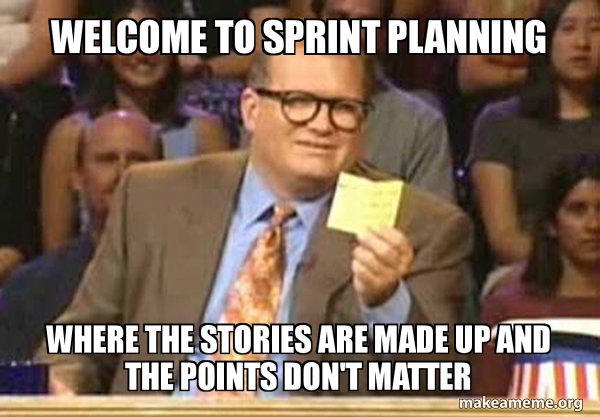 WELCOME TO SPRINT PLANNING
WHERE THE STORIES ARE MADE UP AND
THE POINTS DON'T MATTER
makeameme.org